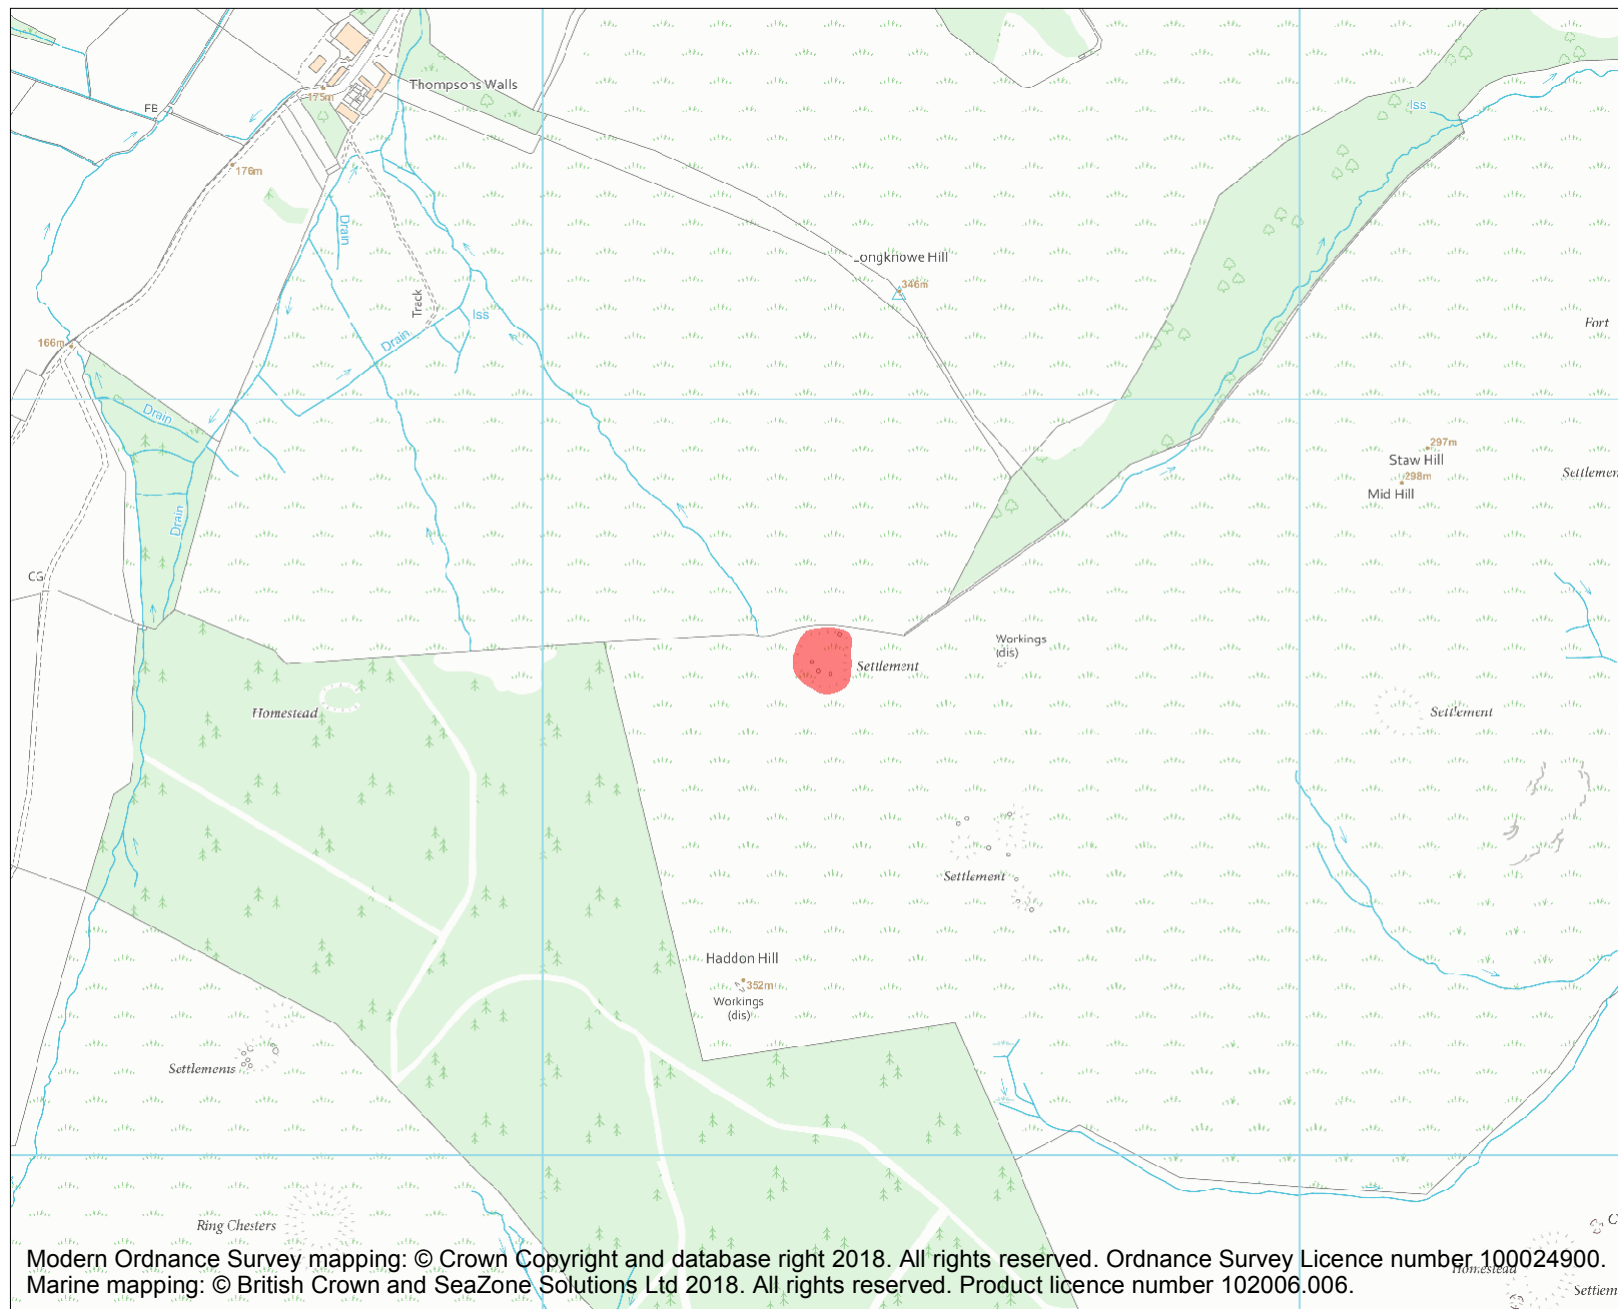 Thompsons Walls
175m
FB
176m
Iss
Drain
Longknowe Hill
346m
Track
Iss
Fort
166m
Drain
Drain
297m
Staw Hill
298m
Mid Hill
Drain
CG
Workings
(dis)
Settlement
Homestead
Settlement
Settlement
Haddon Hill
352m
Workings
(dis)
Settlements
Ring Chesters
Modern Ordnance Survey mapping: © Crown Copyright and database right 2018. All rights reserved. Ordnance Survey Licence number 100024900.
Homestead
Marine mapping: © British Crown and SeaZone Solutions Ltd 2018. All rights reserved. Product licence number 102006.006.